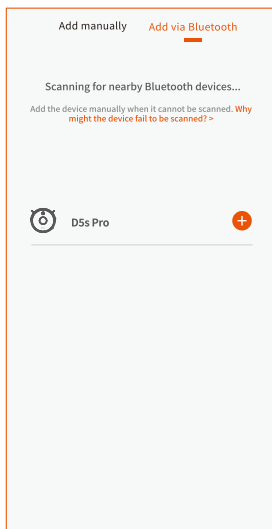 Add manually
Add via Bluetooth
Scanning for nearby Bluetooth devices...
Add the device manually when it cannot be scanned. Why
might the device fail to be scanned? >
D5s Pro